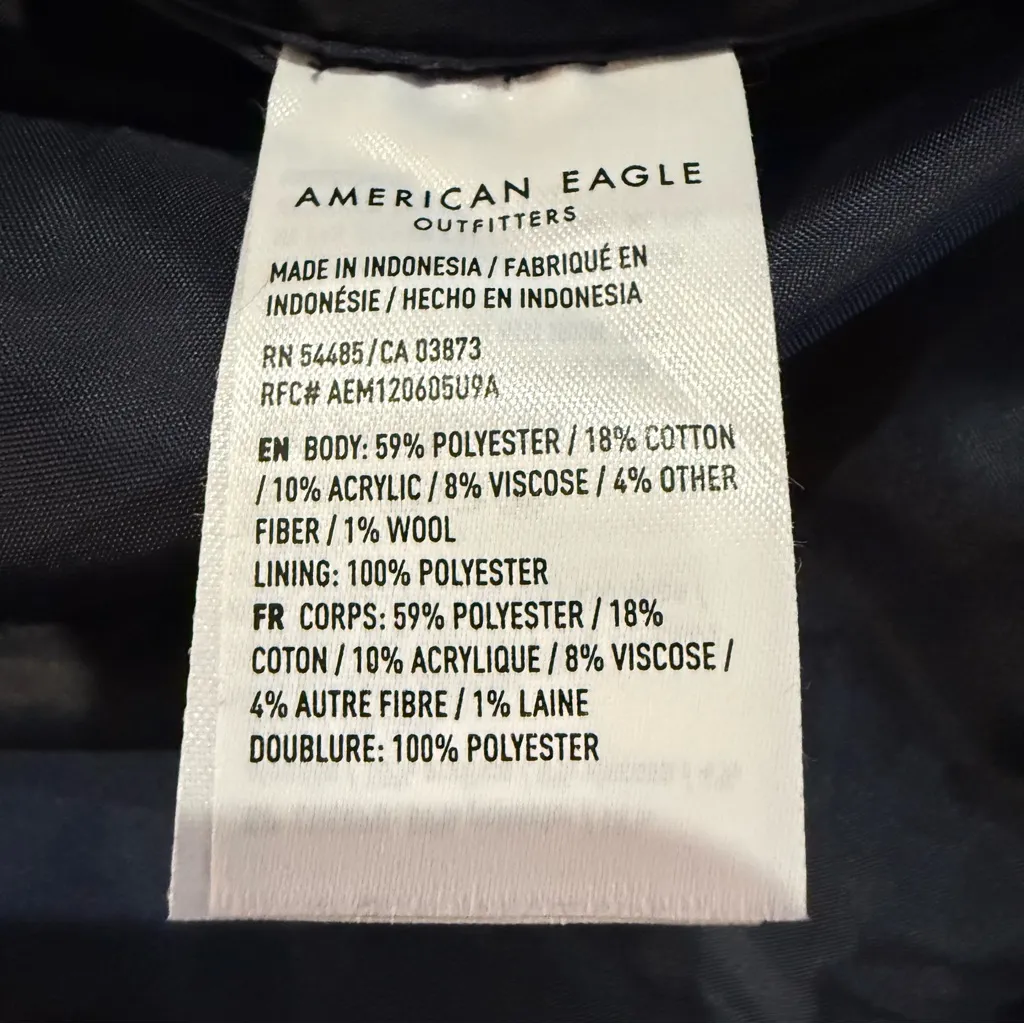 AMERICAN EAGLE
OUTFITTERS
MADE IN INDONESIA / FABRIQUÉ EN
INDONÉSIE / HECHO EN INDONESIA
RN 54485/CA 03873
RFC# AEM120605U9A
EN BODY: 59% POLYESTER / 18% COTTON
/ 10% ACRYLIC / 8% VISCOSE / 4% OTHER
FIBER / 1% WOOL
LINING: 100% POLYESTER
FR CORPS: 59% POLYESTER / 18%
COTON / 10% ACRYLIQUE / 8% VISCOSE /
4% AUTRE FIBRE / 1% LAINE
DOUBLURE: 100% POLYESTER